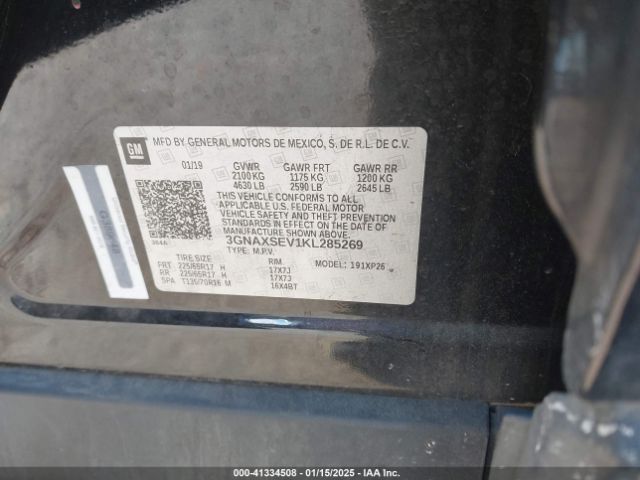 GM MFD BY GENERAL MOTORS DE MEXICO, S. DE R.L. DE C.V.
01/19 GVWR GAWR FRT GAWR RR
2100 KG 1175 KG 1200 KG
4630 LB 2590 LB 2645 LB
THIS VEHICLE CONFORMS TO ALL
APPLICABLE U.S. FEDERAL MOTOR
VEHICLE SAFETY AND THEFT PREVENTION
STANDARDS IN EFFECT ON THE DATE OF
MANUFACTURE SHOWN ABOVE.
3GNAXSEV1KL285269
TYPE: M.P.V.
TIRE SIZE RIM MODEL: 191XP26
FRT 225/65R17 H 17X7J
RR 225/65R17 H 17X7J
SPA T135/70R16 M 16X4BT
000-41334508 - 01/15/2025 - IAA Inc.